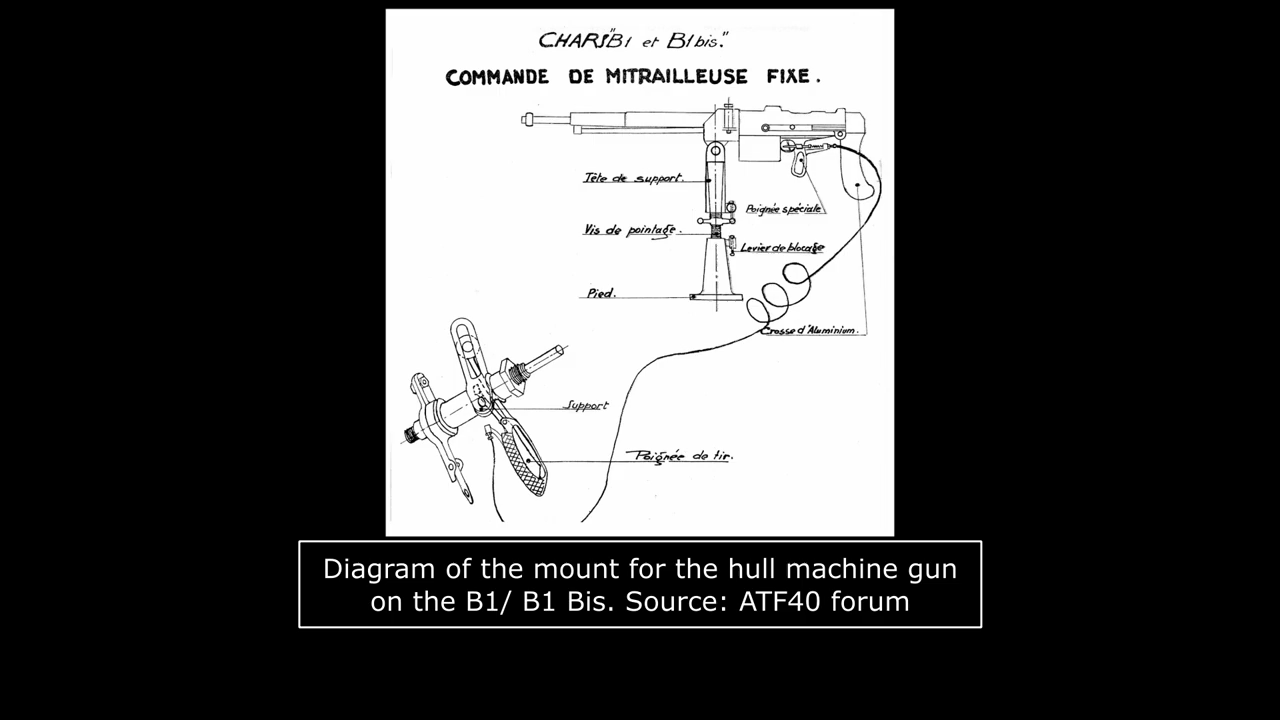 CHARS "B1 et B1 bis."
COMMANDE DE MITRAILLEUSE FIXE.
Tête de support.
Poignée spéciale
Vis de pointage.
Levier de blocage
Pied.
Crosse d'Aluminium.
Support
Poignée de tir.
Diagram of the mount for the hull machine gun
on the B1/ B1 Bis. Source: ATF40 forum